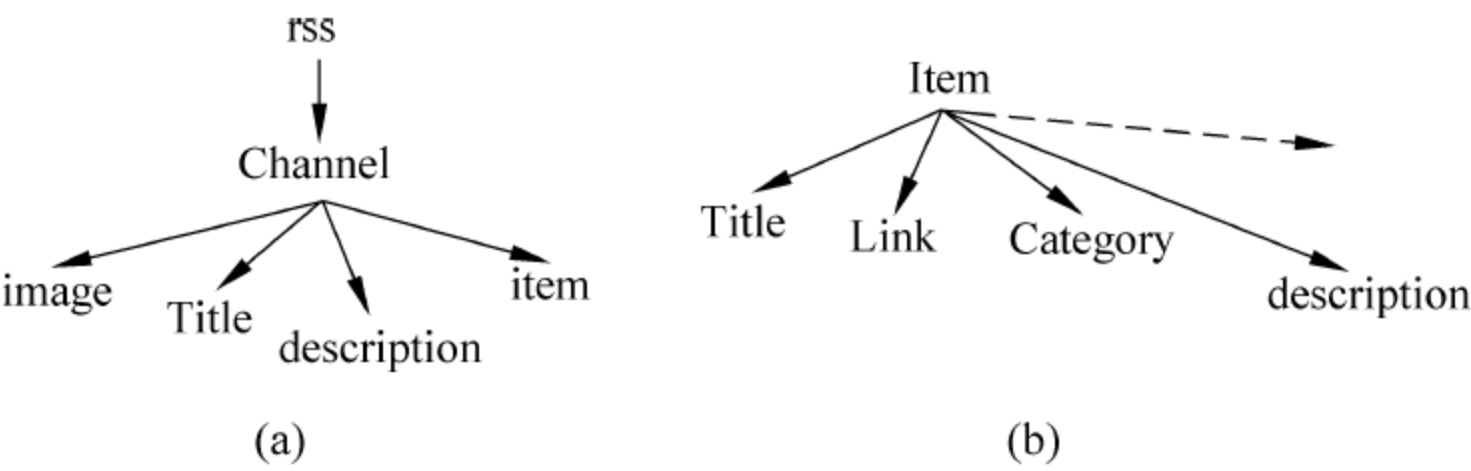 rss
Channel
image
Title
description
item
(a)
Item
Title
Link
Category
description
(b)